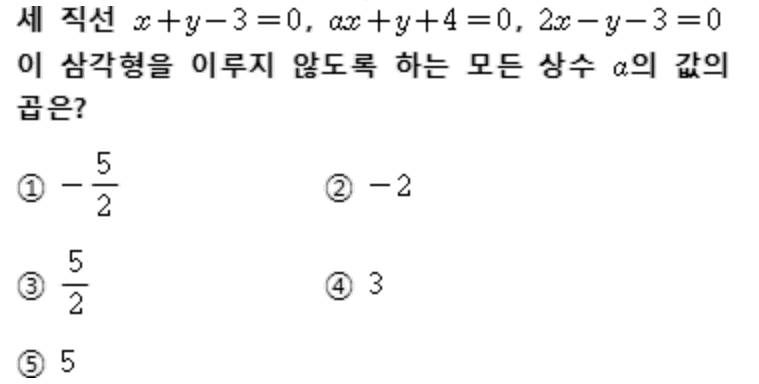 세 직선 x+y-3=0, ax+y+4=0, 2x-y-3=0
이 삼각형을 이루지 않도록 하는 모든 상수 a의 값의
곱은?
① -5/2 ② -2
③ 5/2 ④ 3
⑤ 5